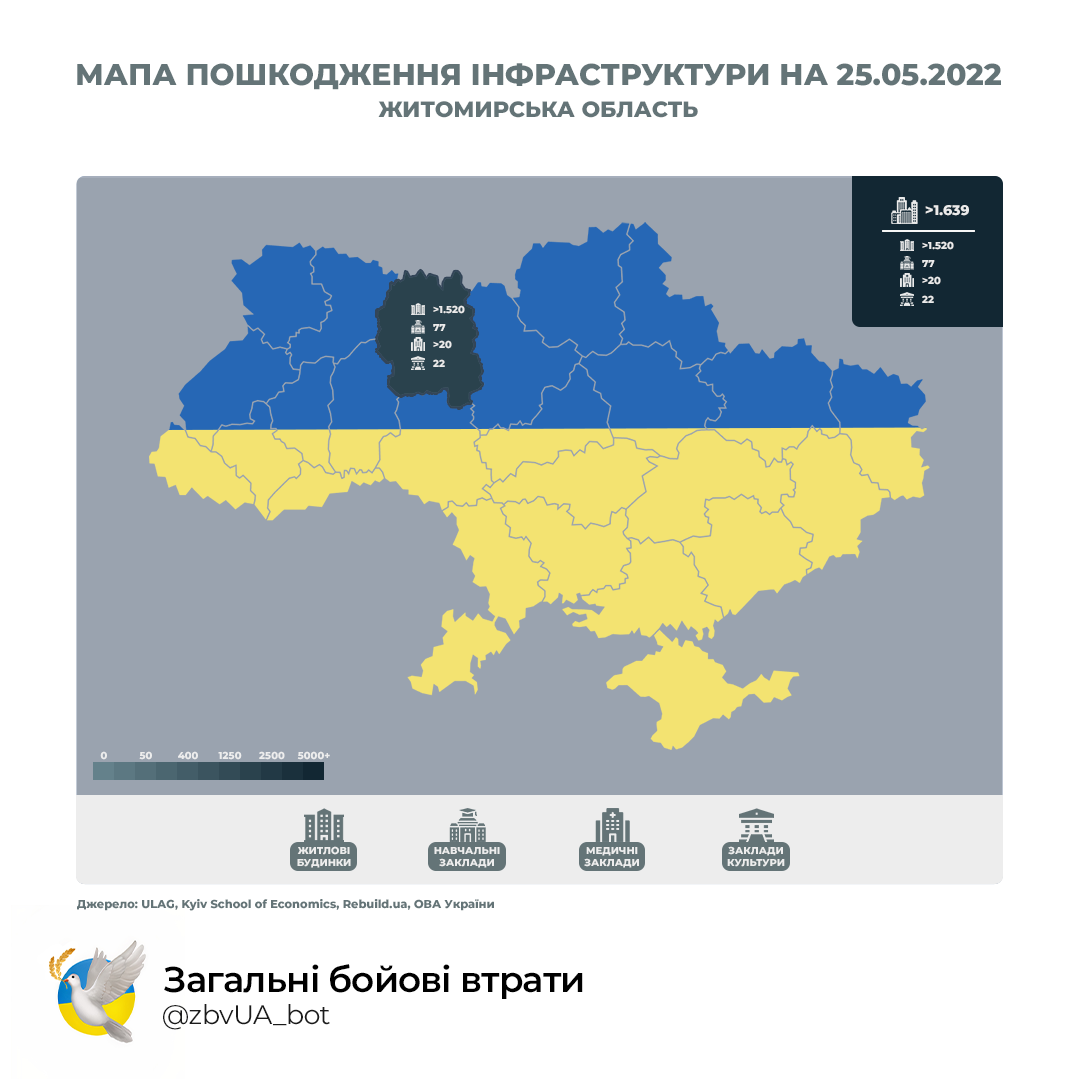 МАПА ПОШКОДЖЕННЯ ІНФРАСТРУКТУРИ НА 25.05.2022
ЖИТОМИРСЬКА ОБЛАСТЬ
>1.639
>1.520
77
>20
22
>1.520
77
>20
22
0 50 400 1250 2500 5000+
ЖИТЛОВІ
БУДИНКИ
НАВЧАЛЬНІ
ЗАКЛАДИ
МЕДИЧНІ
ЗАКЛАДИ
ЗАКЛАДИ
КУЛЬТУРИ
Джерело: ULAG, Kyiv School of Economics, Rebuild.ua, ОВА України
Загальні бойові втрати
@zbvUA_bot